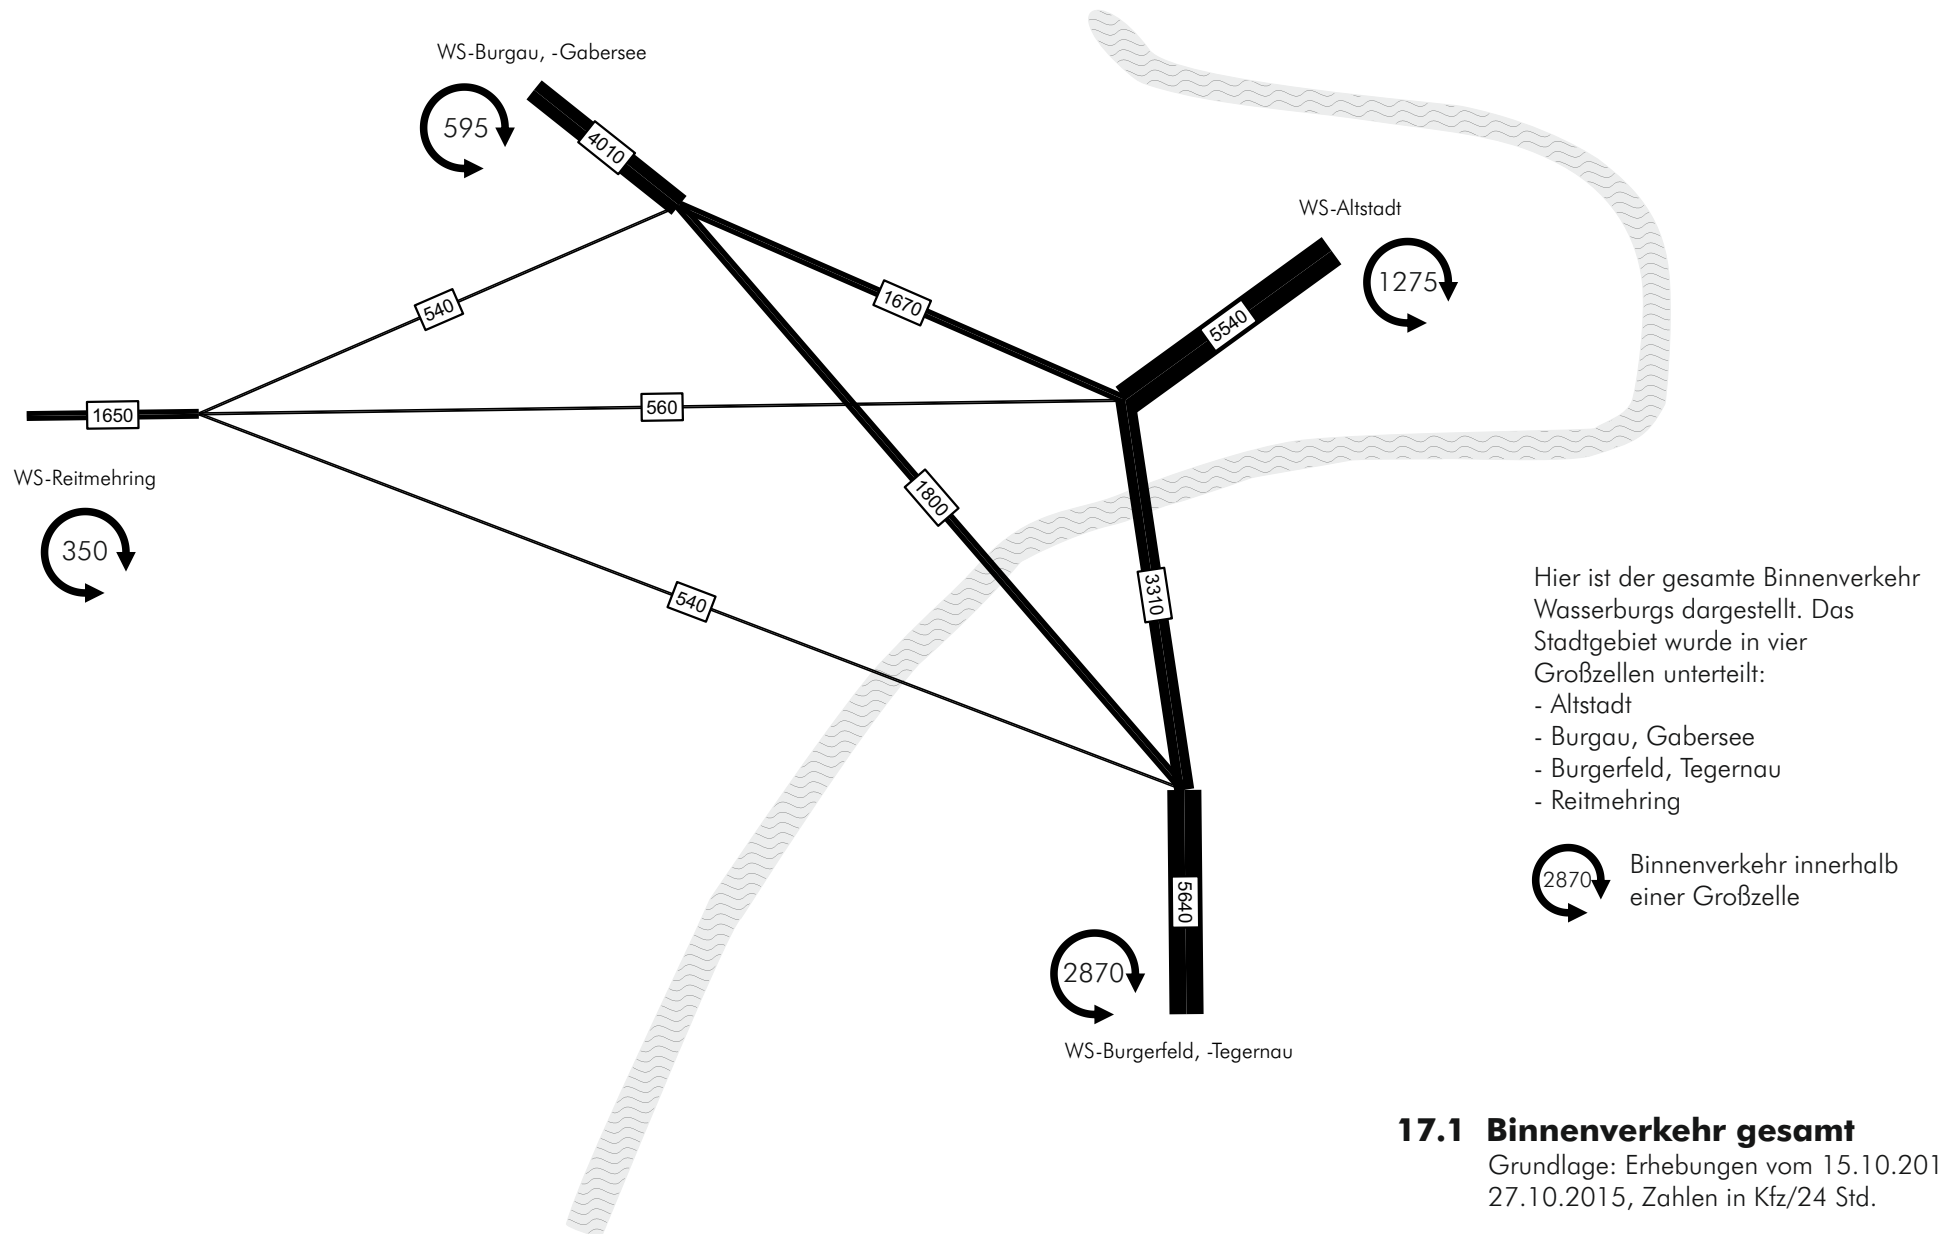 WS-Burgau, -Gabersee
595
4010
WS-Altstadt
1275
5540
540
1670
1650
560
WS-Reitmehring
350
1800
540
3310
Hier ist der gesamte Binnenverkehr
Wasserburgs dargestellt. Das
Stadtgebiet wurde in vier
Großzellen unterteilt:
- Altstadt
- Burgau, Gabersee
- Burgerfeld, Tegernau
- Reitmehring
2870
Binnenverkehr innerhalb
einer Großzelle
5640
2870
WS-Burgerfeld, -Tegernau
17.1 Binnenverkehr gesamt
Grundlage: Erhebungen vom 15.10.201
27.10.2015, Zahlen in Kfz/24 Std.